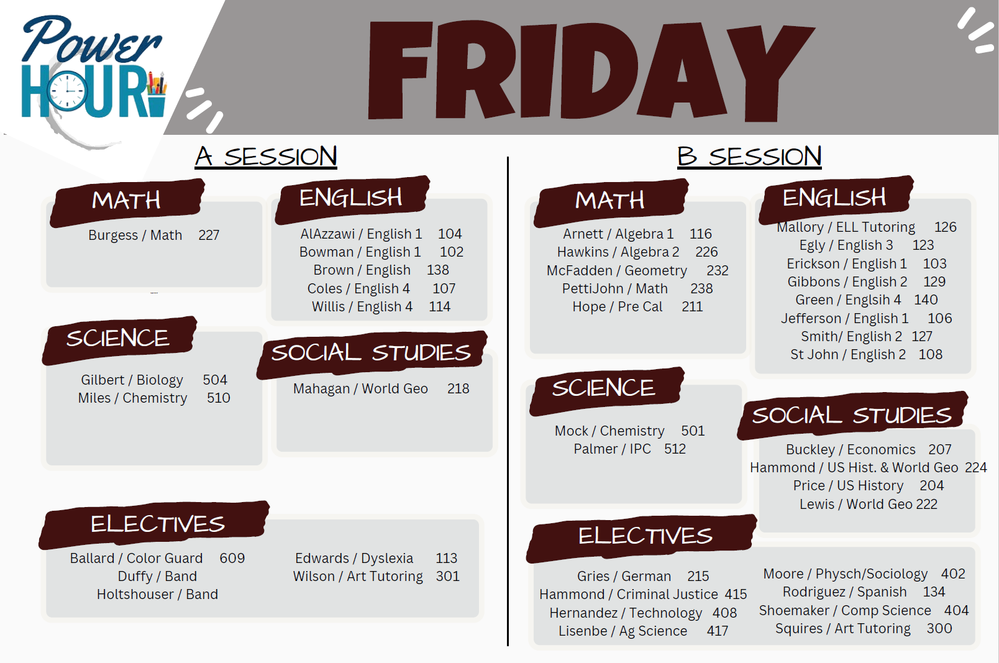 Power
HOUR
FRIDAY
A SESSION
MATH
Burgess / Math 227
ENGLISH
AlAzzawi / English 1 104
Bowman / English 1 102
Brown / English 138
Coles / English 4 107
Willis / English 4 114
SCIENCE
Gilbert / Biology 504
Miles / Chemistry 510
SOCIAL STUDIES
Mahagan / World Geo 218
ELECTIVES
Ballard / Color Guard 609
Duffy / Band
Holtshouser / Band
Edwards / Dyslexia 113
Wilson / Art Tutoring 301
B SESSION
MATH
Arnett / Algebra 1 116
Hawkins / Algebra 2 226
McFadden / Geometry 232
PettiJohn / Math 238
Hope / Pre Cal 211
ENGLISH
Mallory / ELL Tutoring 126
Egly / English 3 123
Erickson / English 1 103
Gibbons / English 2 129
Green / Englsih 4 140
Jefferson / English 1 106
Smith/ English 2 127
St John / English 2 108
SCIENCE
Mock / Chemistry 501
Palmer / IPC 512
SOCIAL STUDIES
Buckley / Economics 207
Hammond / US Hist. & World Geo 224
Price / US History 204
Lewis / World Geo 222
ELECTIVES
Gries / German 215
Hammond / Criminal Justice 415
Hernandez / Technology 408
Lisenbe / Ag Science 417
Moore / Physch/Sociology 402
Rodriguez / Spanish 134
Shoemaker / Comp Science 404
Squires / Art Tutoring 300